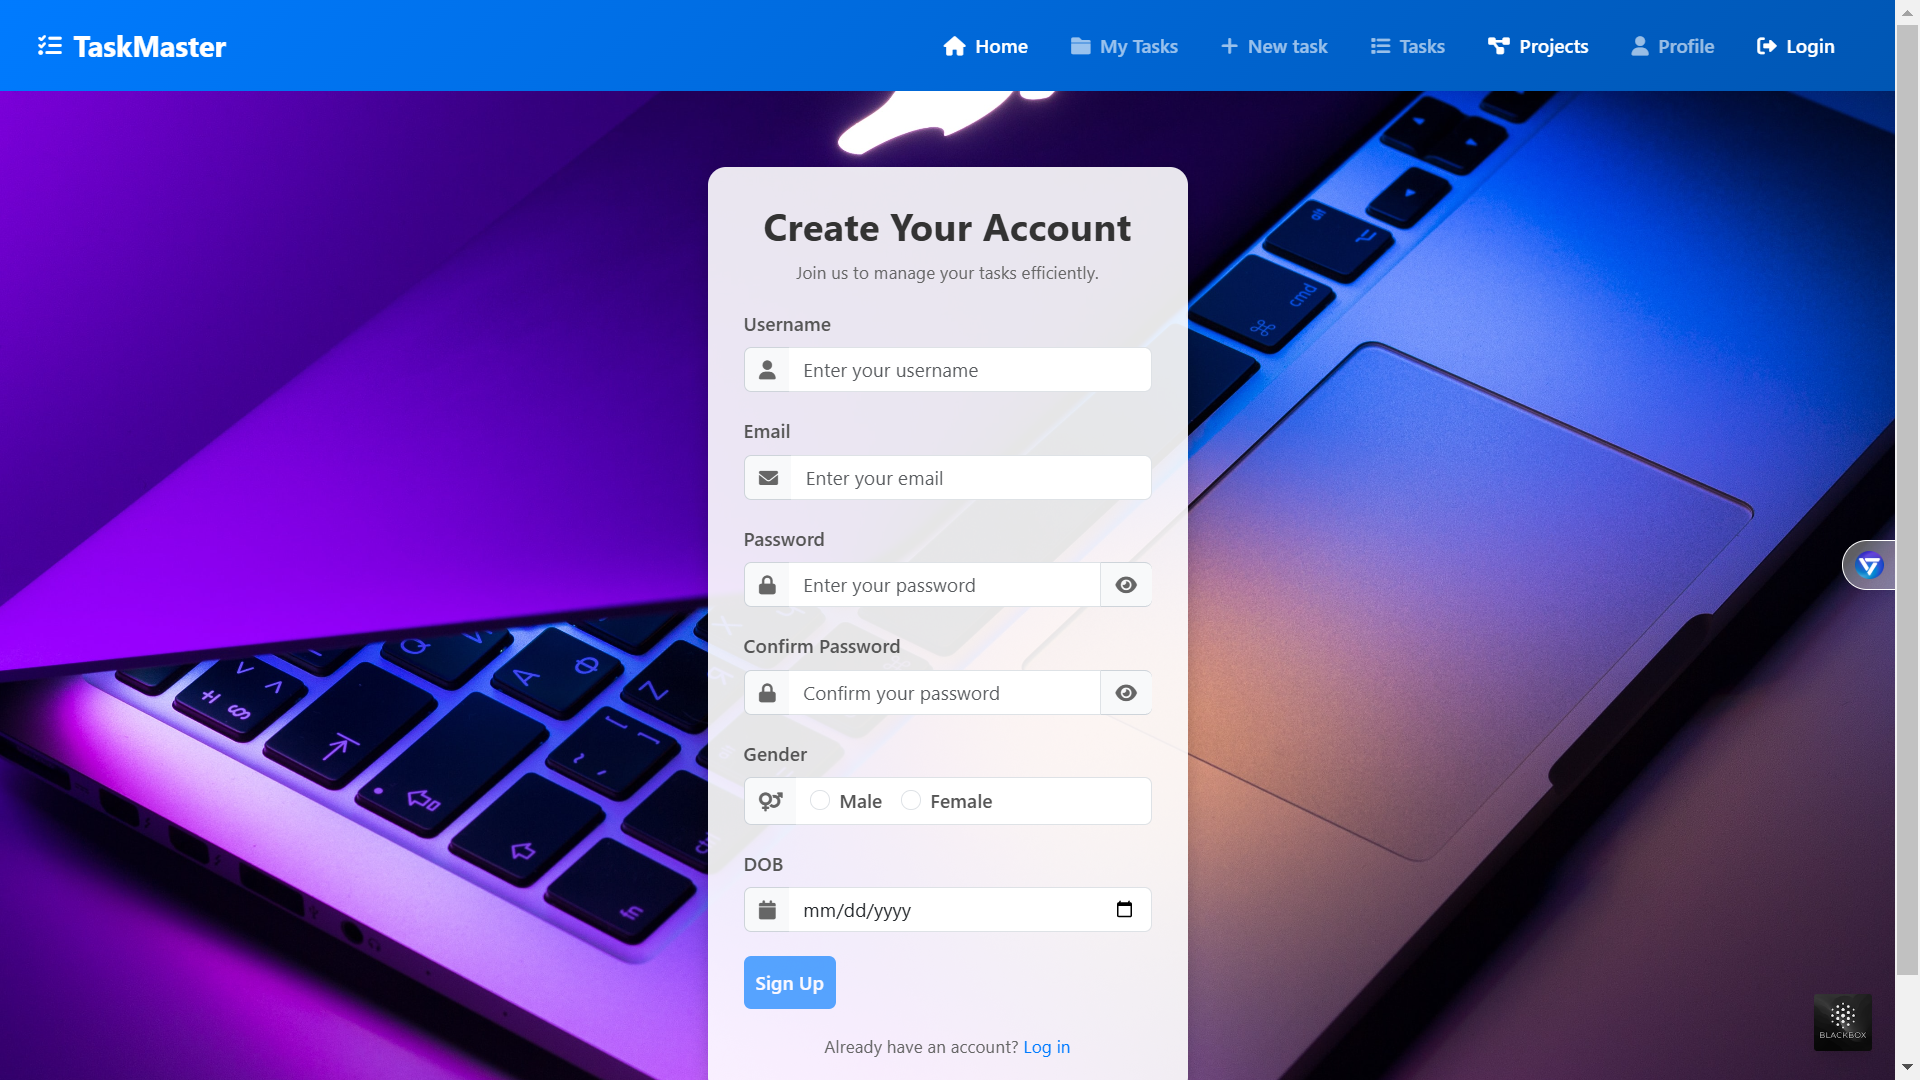 TaskMaster
Home
My Tasks
New task
Tasks
Projects
Profile
Login
Create Your Account
Join us to manage your tasks efficiently.
Username
Enter your username
Email
Enter your email
Password
Enter your password
Confirm Password
Confirm your password
Gender
Male
Female
DOB
mm/dd/yyyy
Sign Up
Already have an account? Log in
alt
cmd
BLACKBOX